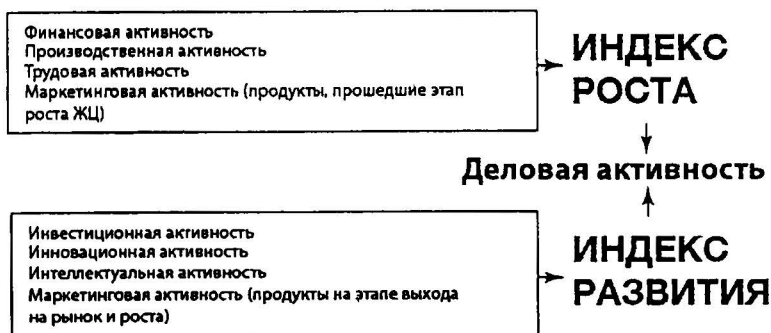 Финансовая активность
Производственная активность
Трудовая активность
Маркетинговая активность (продукты, прошедшие этап
роста ЖЦ)
ИНДЕКС
РОСТА
Деловая активность
Инвестиционная активность
Инновационная активность
Интеллектуальная активность
Маркетинговая активность (продукты на этапе выхода
на рынок и роста)
ИНДЕКС
РАЗВИТИЯ